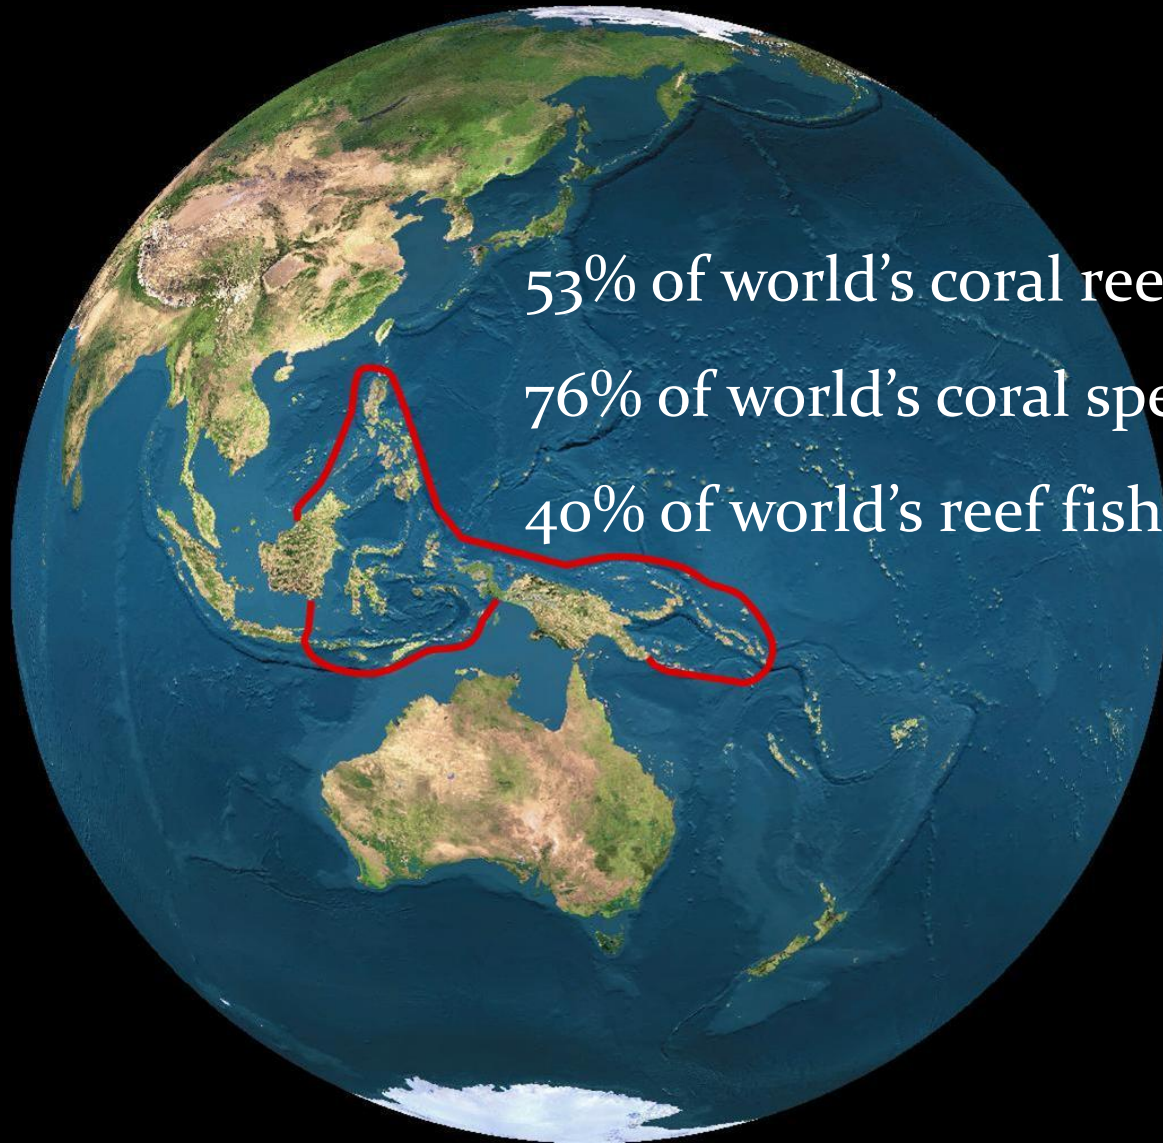 53% of world's coral ree
76% of world's coral spe
40% of world's reef fish